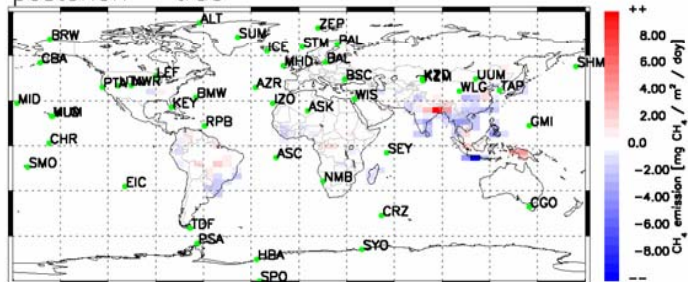 ALT
ZEP
BRW
SUM
ICE
STM
PAL
CBA
MHD
BAL
SHM
LEF
PTA
NWR
AZR
BSC
KZM
UUM
WLG
TAP
MID
KEY
BMW
IZO
ASK
WIS
RPB
GMI
CHR
SMO
ASC
SEY
EIC
NMB
CGO
CRZ
TDF
PSA
HBA
SYO
SPO
++
8.00
6.00
4.00
2.00
0.0
-2.00
-4.00
-6.00
-8.00
--
CH₄ emission [mg CH₄ / m² / day]